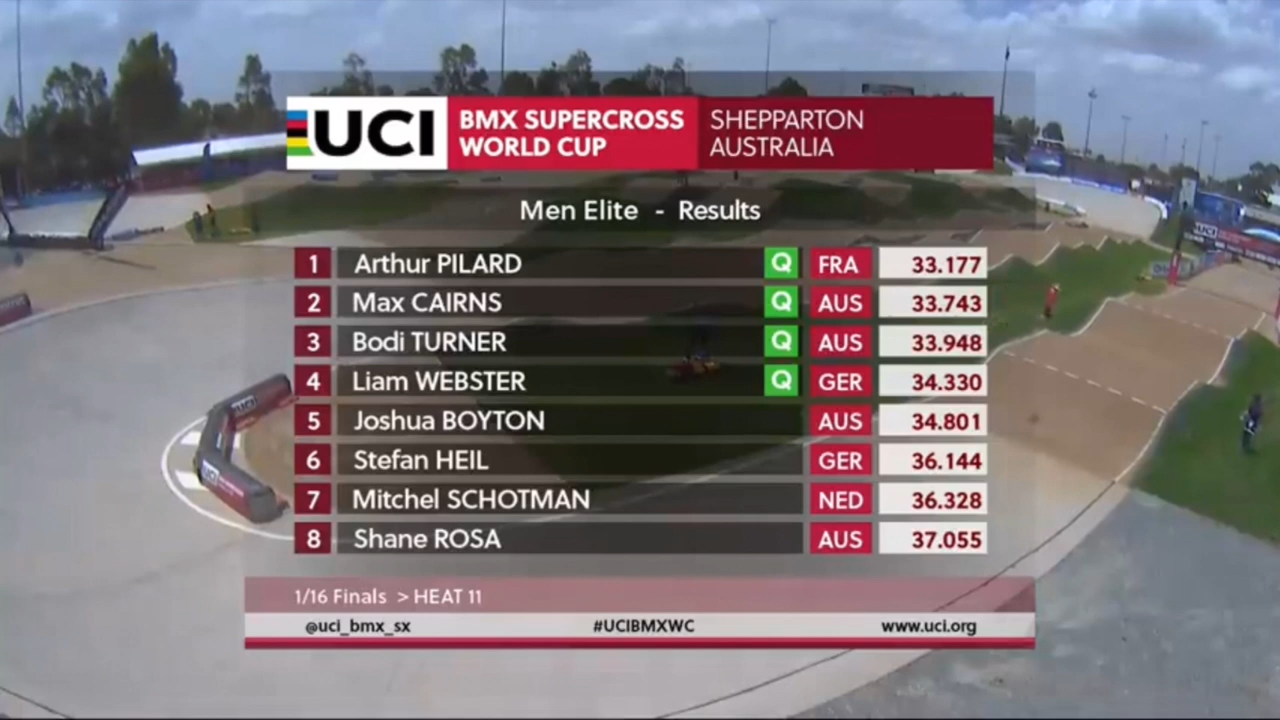 UCI
BMX SUPERCROSS
WORLD CUP
SHEPPARTON
AUSTRALIA
Men Elite - Results
1 Arthur PILARD Q FRA 33.177
2 Max CAIRNS Q AUS 33.743
3 Bodi TURNER Q AUS 33.948
4 Liam WEBSTER Q GER 34.330
5 Joshua BOYTON AUS 34.801
6 Stefan HEIL GER 36.144
7 Mitchel SCHOTMAN NED 36.328
8 Shane ROSA AUS 37.055
1/16 Finals > HEAT 11
@uci_bmx_sx #UCIBMXWC www.uci.org
UCI
UCI
UCI